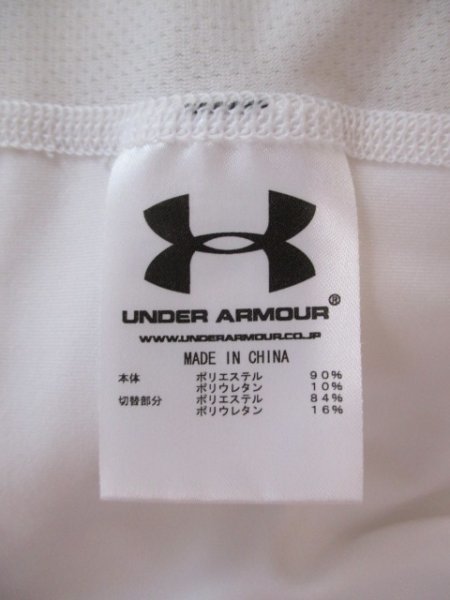 UNDER ARMOUR®
WWW.UNDERARMOUR.CO.JP
MADE IN CHINA
本体 ポリエステル 90%
ポリウレタン 10%
切替部分 ポリエステル 84%
ポリウレタン 16%